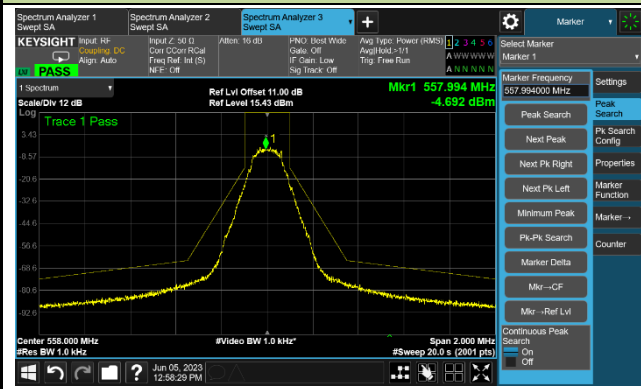 Spectrum Analyzer 1
Swept SA
Spectrum Analyzer 2
Swept SA
Spectrum Analyzer 3
Swept SA
Marker
KEYSIGHT
Input: RF
Coupling: DC
Align: Auto
Input Z: 50 Ω
Corr CCorr RCal
Freq Ref: Int (S)
NFE: Off
Atten: 16 dB
PNO: Best Wide
Gate: Off
IF Gain: Low
Sig Track: Off
Avg Type: Power (RMS)
Avg|Hold:>1/1
Trig: Free Run
1 2 3 4 5 6
A W W W W W
A N N N N N
PASS
Select Marker
Marker 1
1 Spectrum
Scale/Div 12 dB
Ref Lvl Offset 11.00 dB
Ref Level 15.43 dBm
Mkr1 557.994 MHz
-4.692 dBm
Log
Trace 1 Pass
1
3.43
-8.57
-20.6
-32.6
-44.6
-56.6
-68.6
-80.6
-92.6
Center 558.000 MHz
#Res BW 1.0 kHz
#Video BW 1.0 kHz*
Span 2.000 MHz
#Sweep 20.0 s (2001 pts)
Marker Frequency
557.994000 MHz
Peak Search
Next Peak
Next Pk Right
Next Pk Left
Minimum Peak
Pk-Pk Search
Marker Delta
Mkr→CF
Mkr→Ref Lvl
Continuous Peak
Search
On
Off
Settings
Peak
Search
Pk Search
Config
Properties
Marker
Function
Marker→
Counter
Jun 05, 2023
12:58:29 PM